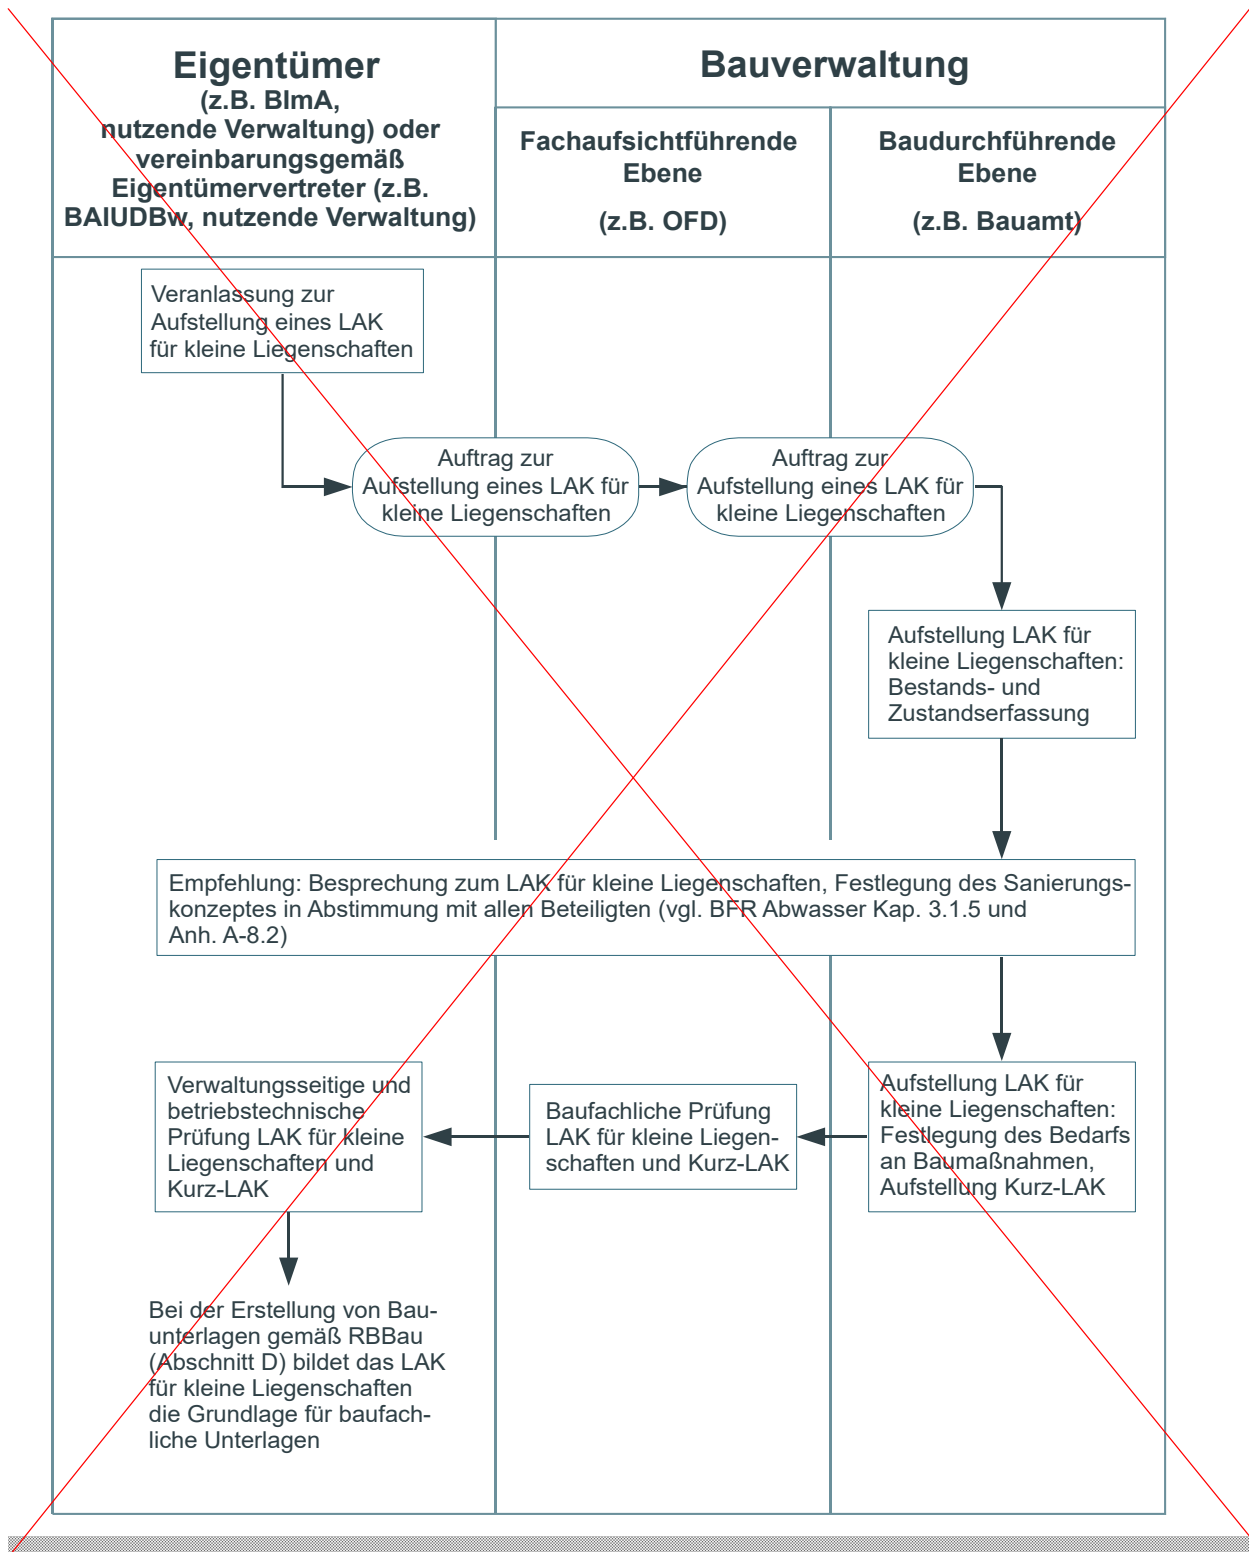 Eigentümer
(z.B. BImA,
nutzende Verwaltung) oder
vereinbarungsgemäß
Eigentümervertreter (z.B.
BAIUDBw, nutzende Verwaltung)
Bauverwaltung
Fachaufsichtführende
Ebene
(z.B. OFD)
Baudurchführende
Ebene
(z.B. Bauamt)
Veranlassung zur
Aufstellung eines LAK
für kleine Liegenschaften
Auftrag zur
Aufstellung eines LAK für
kleine Liegenschaften
Auftrag zur
Aufstellung eines LAK für
kleine Liegenschaften
Aufstellung LAK für
kleine Liegenschaften:
Bestands- und
Zustandserfassung
Empfehlung: Besprechung zum LAK für kleine Liegenschaften, Festlegung des Sanierungs-
konzeptes in Abstimmung mit allen Beteiligten (vgl. BFR Abwasser Kap. 3.1.5 und
Anh. A-8.2)
Aufstellung LAK für
kleine Liegenschaften:
Festlegung des Bedarfs
an Baumaßnahmen,
Aufstellung Kurz-LAK
Baufachliche Prüfung
LAK für kleine Liegen-
schaften und Kurz-LAK
Verwaltungsseitige und
betriebstechnische
Prüfung LAK für kleine
Liegenschaften und
Kurz-LAK
Bei der Erstellung von Bau-
unterlagen gemäß RBBau
(Abschnitt D) bildet das LAK
für kleine Liegenschaften
die Grundlage für baufach-
liche Unterlagen